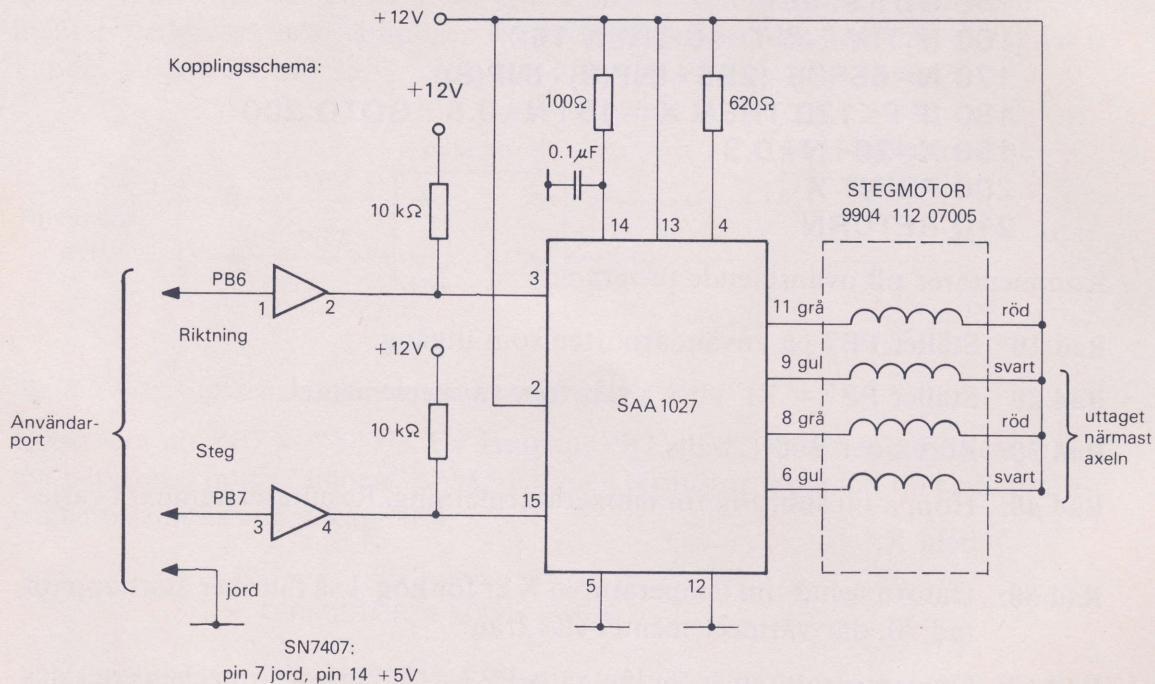 +12V
Kopplingsschema:
+12V
100Ω
620Ω
0.1µF
10 kΩ
14
13
4
STEGMOTOR
9904 112 07005
PB6
1
2
3
Riktning
11 grå
röd
+12V
9 gul
svart
2
SAA 1027
10 kΩ
8 grå
röd
Användar-
port
Steg
6 gul
svart
uttaget
närmast
axeln
PB7
3
4
15
5
12
jord
SN7407:
pin 7 jord, pin 14 +5V